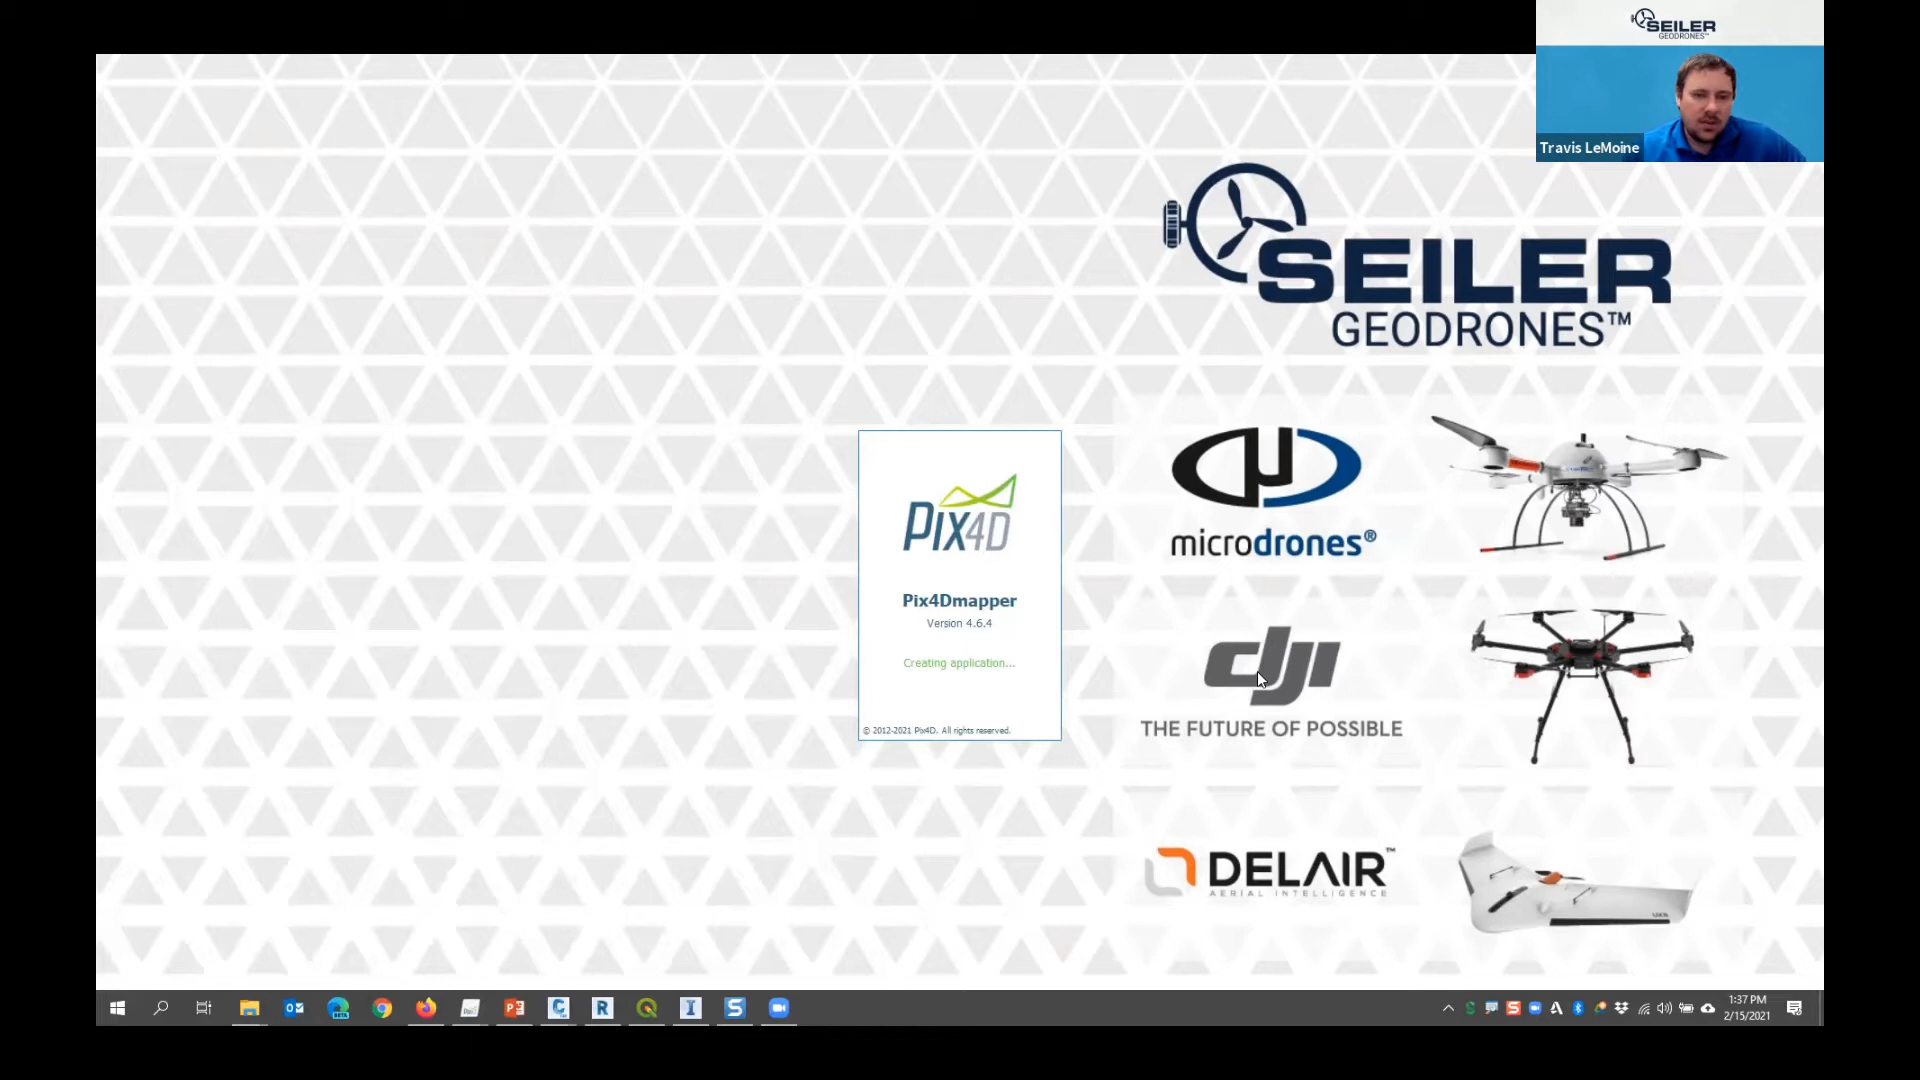 SEILER
GEODRONES™
Travis LeMoine
SEILER
GEODRONES™
PIX4D
Pix4Dmapper
Version 4.6.4
Creating application...
© 2012-2021 Pix4D. All rights reserved.
microdrones®
dji
THE FUTURE OF POSSIBLE
DELAIR™
AERIAL INTELLIGENCE
1:37 PM
2/15/2021